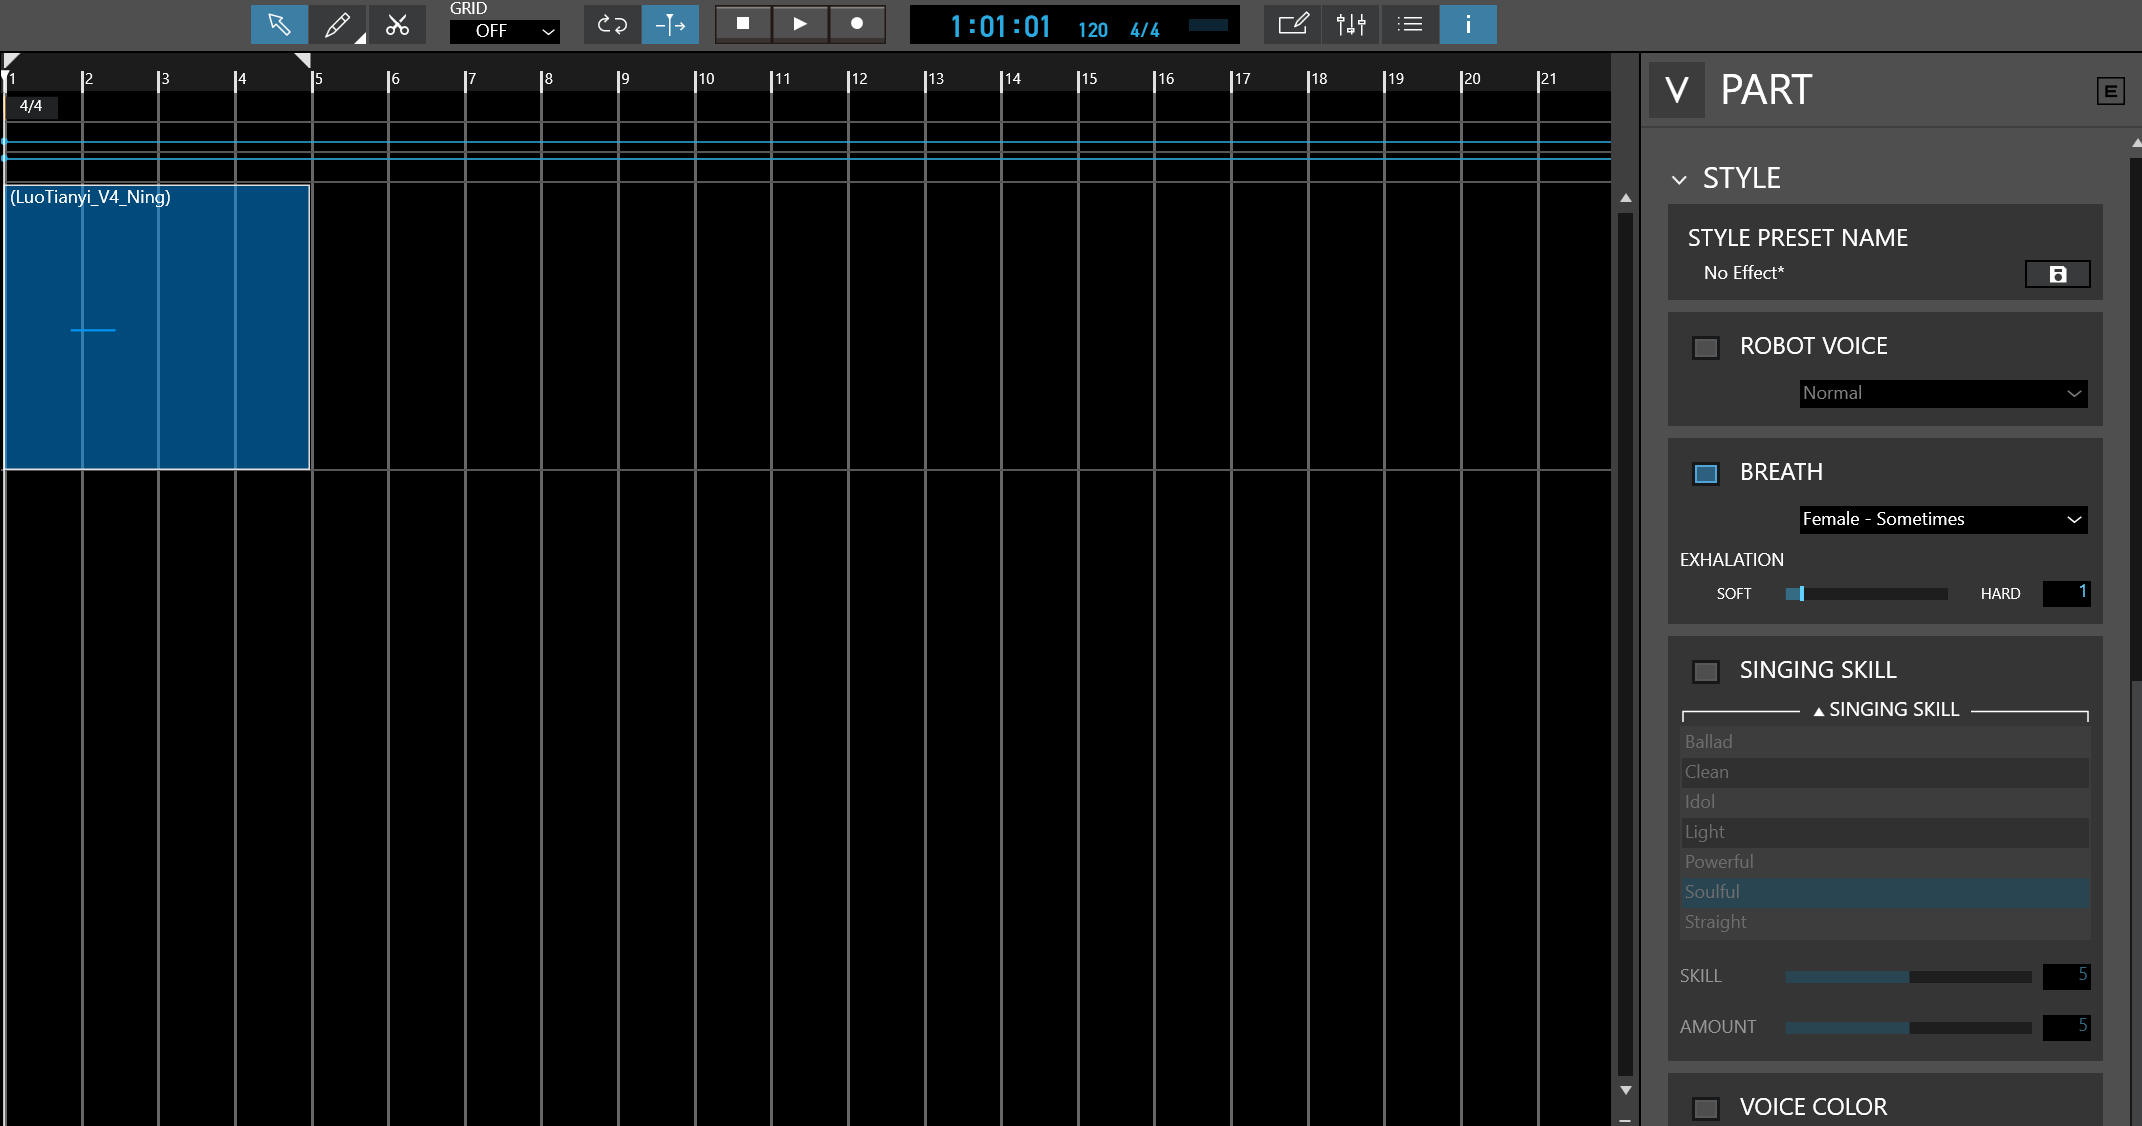 GRID
OFF
1:01:01 120 4/4
i
1 2 3 4 5 6 7 8 9 10 11 12 13 14 15 16 17 18 19 20 21
4/4
(LuoTianyi_V4_Ning)
V PART E
STYLE
STYLE PRESET NAME
No Effect*
ROBOT VOICE
Normal
BREATH
Female - Sometimes
EXHALATION
SOFT HARD 1
SINGING SKILL
SINGING SKILL
Ballad
Clean
Idol
Light
Powerful
Soulful
Straight
SKILL 5
AMOUNT 5
VOICE COLOR